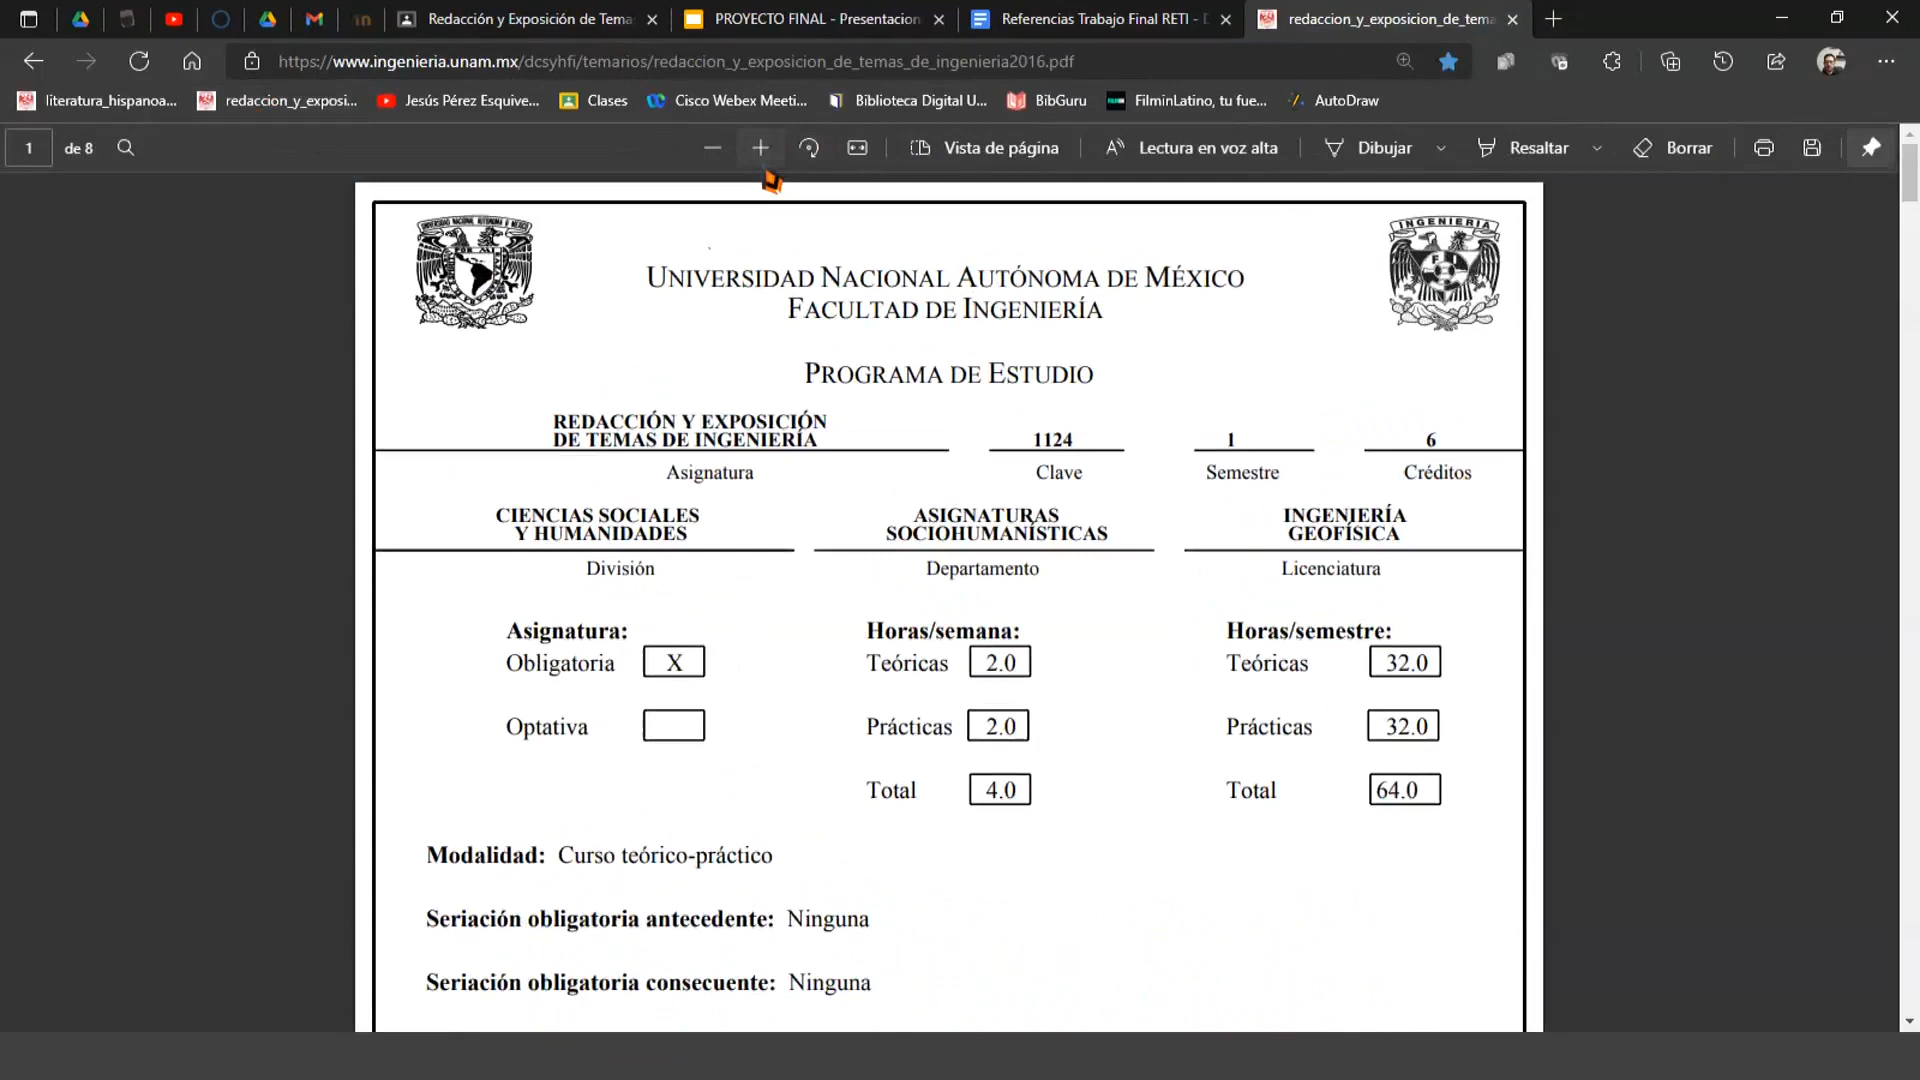 Redacción y Exposición de Tema
PROYECTO FINAL - Presentacion
Referencias Trabajo Final RETI - D
redaccion_y_exposicion_de_tema
https://www.ingenieria.unam.mx/dcsyhfi/temarios/redaccion_y_exposicion_de_temas_de_ingenieria2016.pdf
literatura_hispanoa...
redaccion_y_exposi...
Jesús Pérez Esquive...
Clases
Cisco Webex Meeti...
Biblioteca Digital U...
BibGuru
FilminLatino, tu fue...
AutoDraw
1 de 8
Vista de página
Lectura en voz alta
Dibujar
Resaltar
Borrar
INGENIERIA
UNIVERSIDAD NACIONAL AUTÓNOMA DE MÉXICO
FACULTAD DE INGENIERÍA
PROGRAMA DE ESTUDIO
REDACCIÓN Y EXPOSICIÓN
DE TEMAS DE INGENIERÍA 1124 1 6
Asignatura Clave Semestre Créditos
CIENCIAS SOCIALES
Y HUMANIDADES
ASIGNATURAS
SOCIOHUMANÍSTICAS
INGENIERÍA
GEOFÍSICA
División Departamento Licenciatura
Asignatura: Horas/semana: Horas/semestre:
Obligatoria X Teóricas 2.0 Teóricas 32.0
Optativa Prácticas 2.0 Prácticas 32.0
Total 4.0 Total 64.0
Modalidad: Curso teórico-práctico
Seriación obligatoria antecedente: Ninguna
Seriación obligatoria consecuente: Ninguna